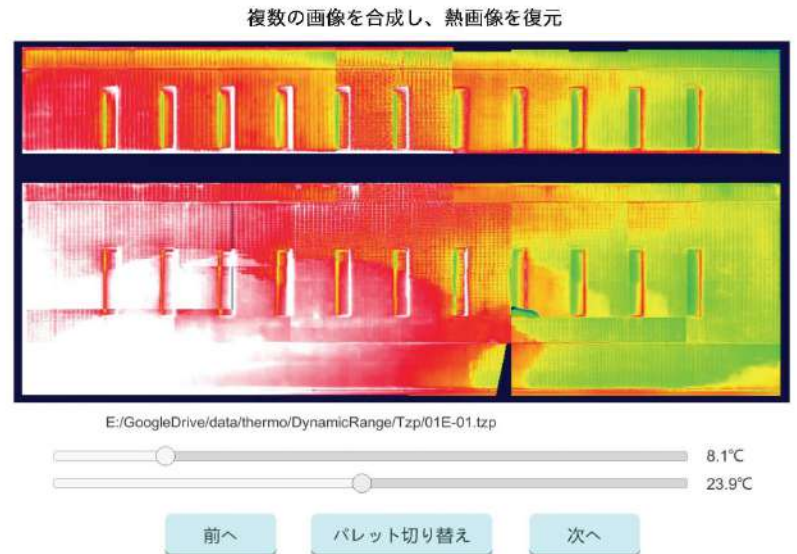 複数の画像を合成し、熱画像を復元
E:/GoogleDrive/data/thermo/DynamicRange/Tzp/01E-01.tzp
8.1℃
23.9℃
前へ
パレット切り替え
次へ